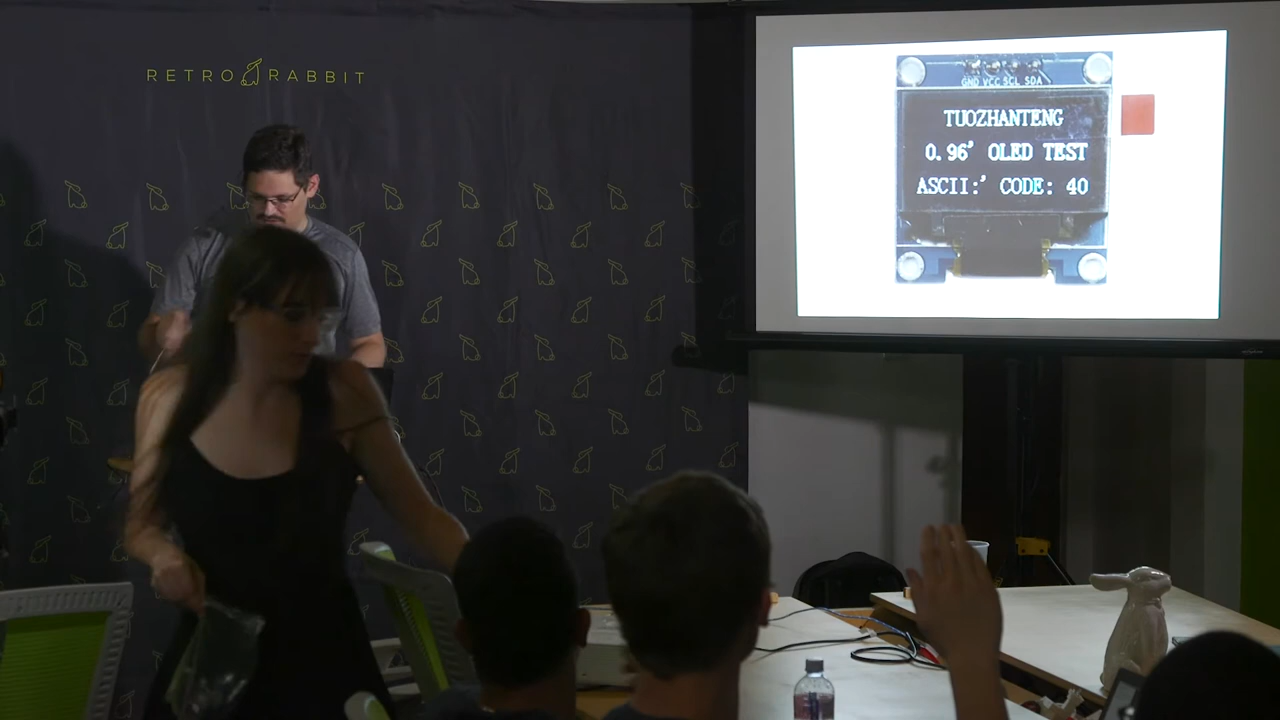 RETRO RABBIT
GND VCC SCL SDA
TUOZHANTENG
0.96' OLED TEST
ASCII:' CODE: 40